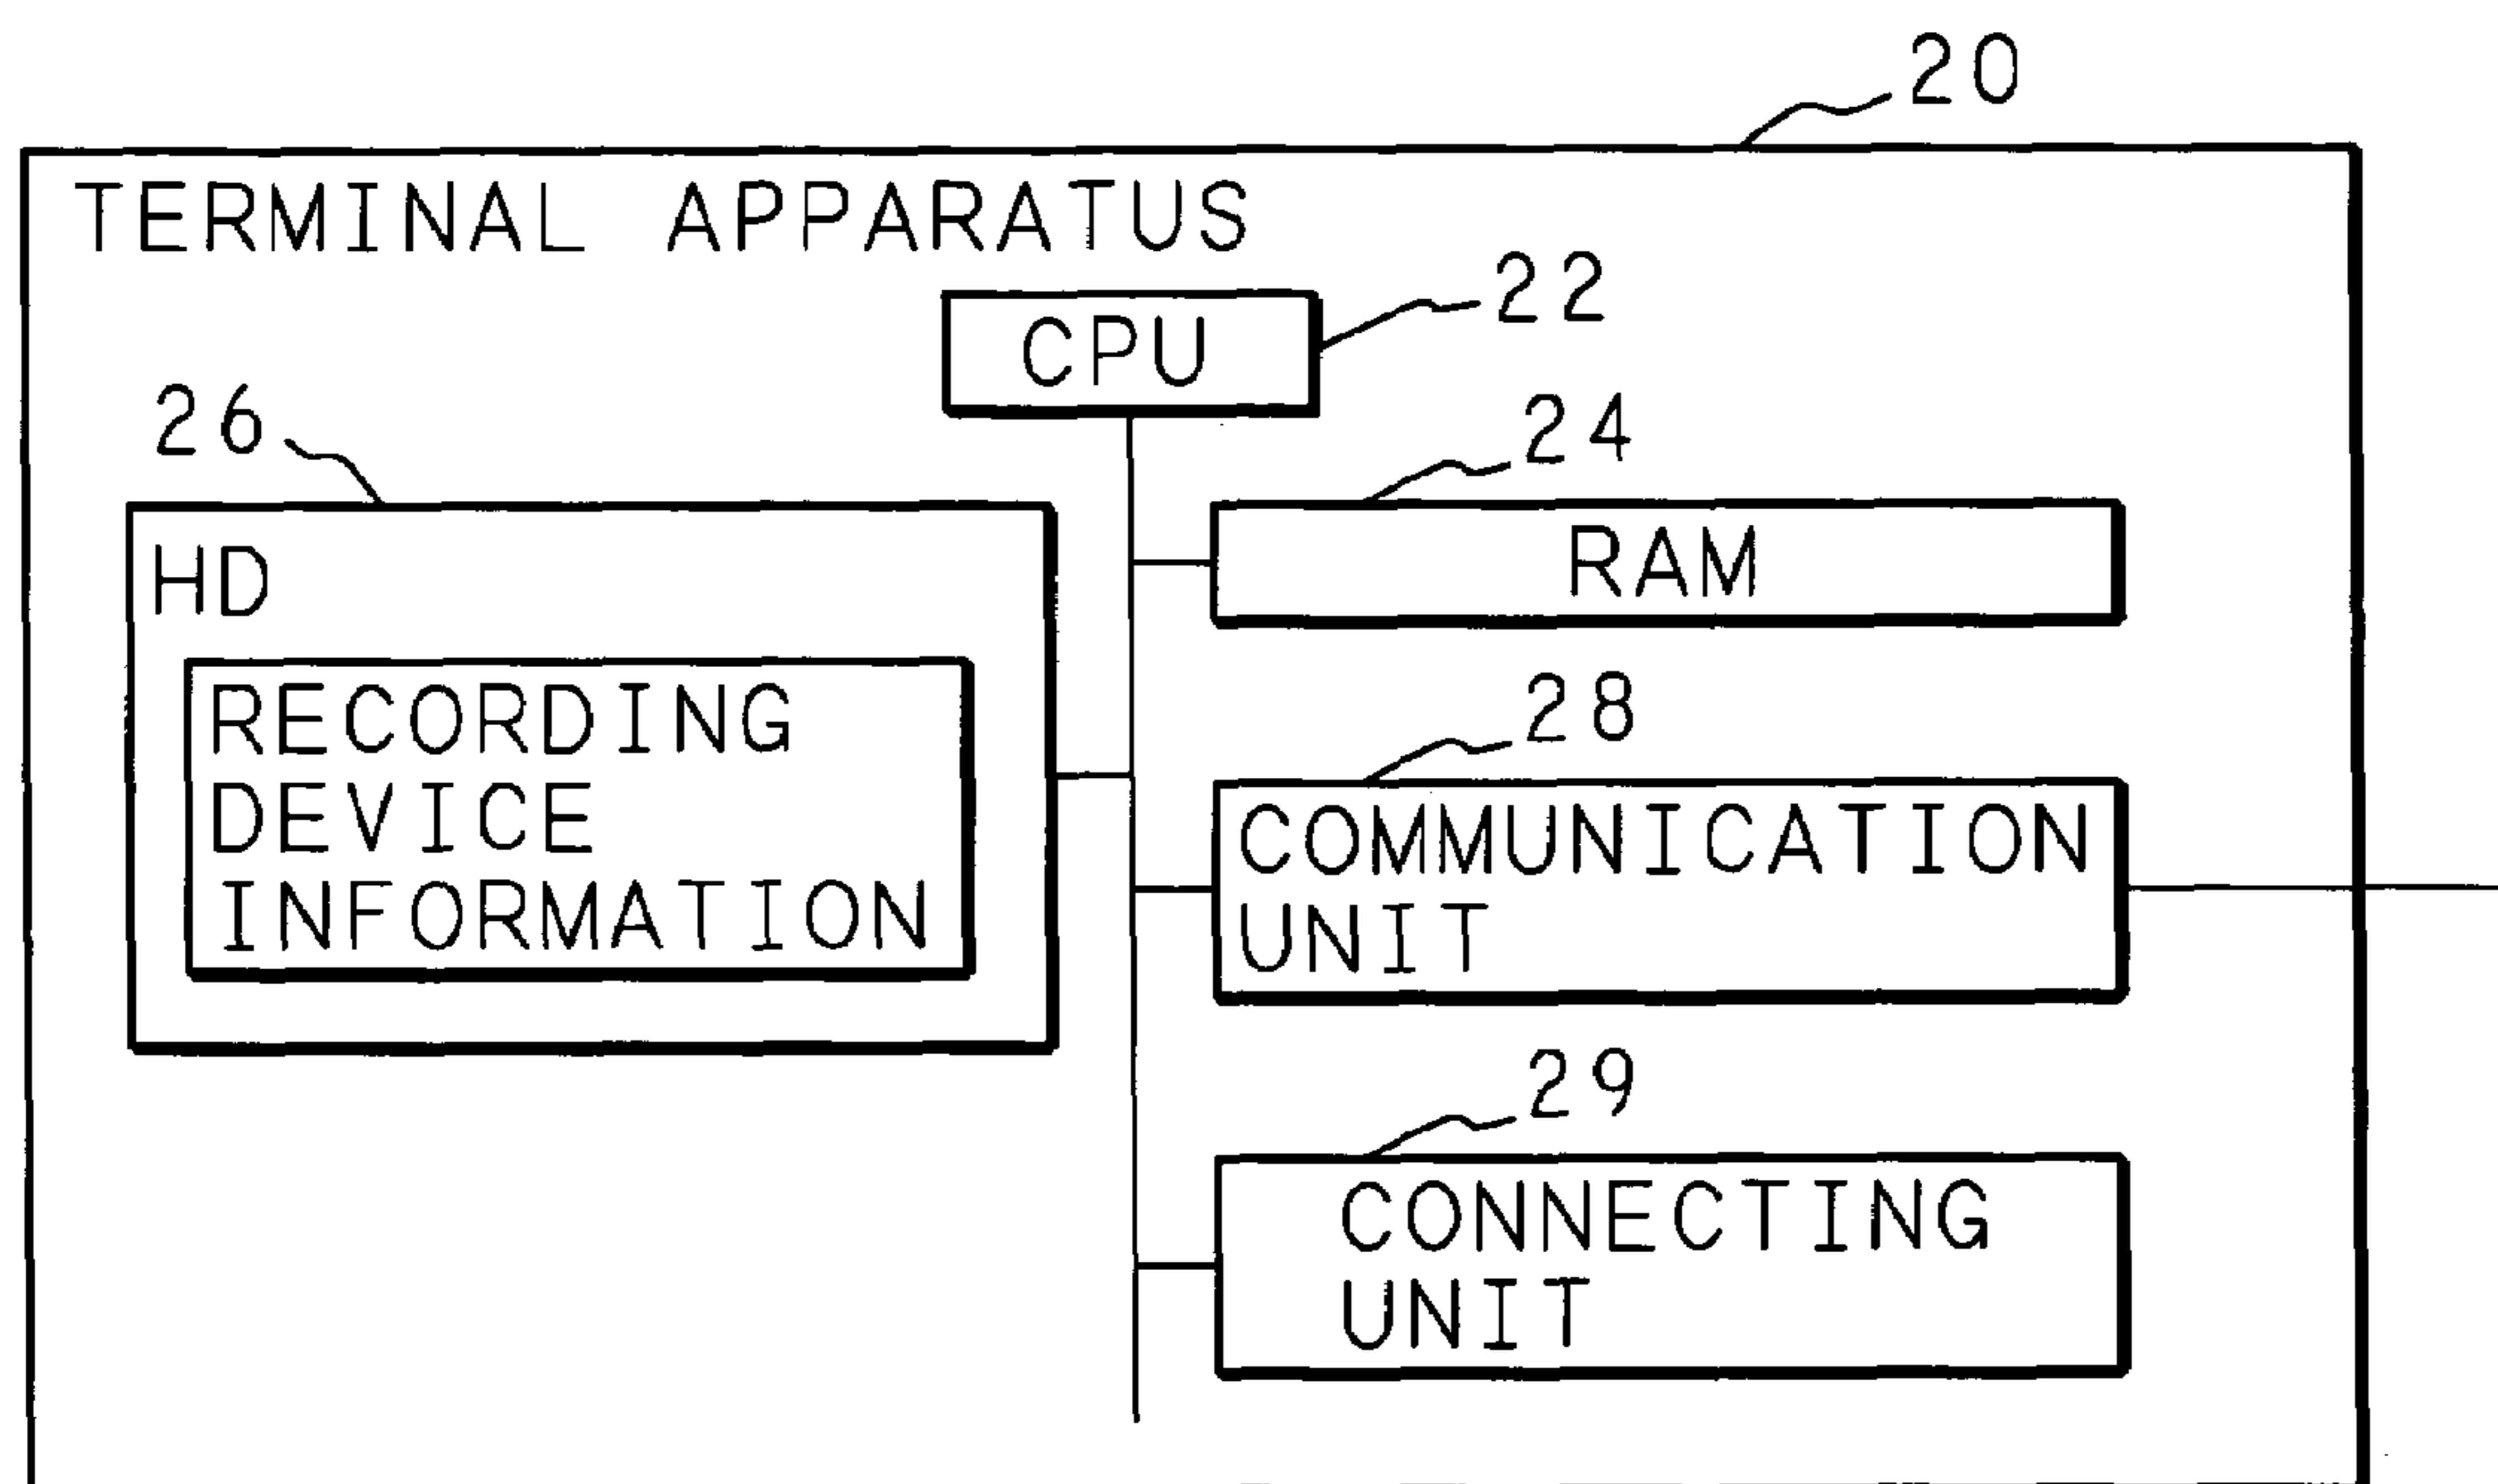 20
TERMINAL APPARATUS
22
CPU
26
24
HD
RAM
RECORDING
DEVICE
INFORMATION
28
COMMUNICATION
UNIT
29
CONNECTING
UNIT